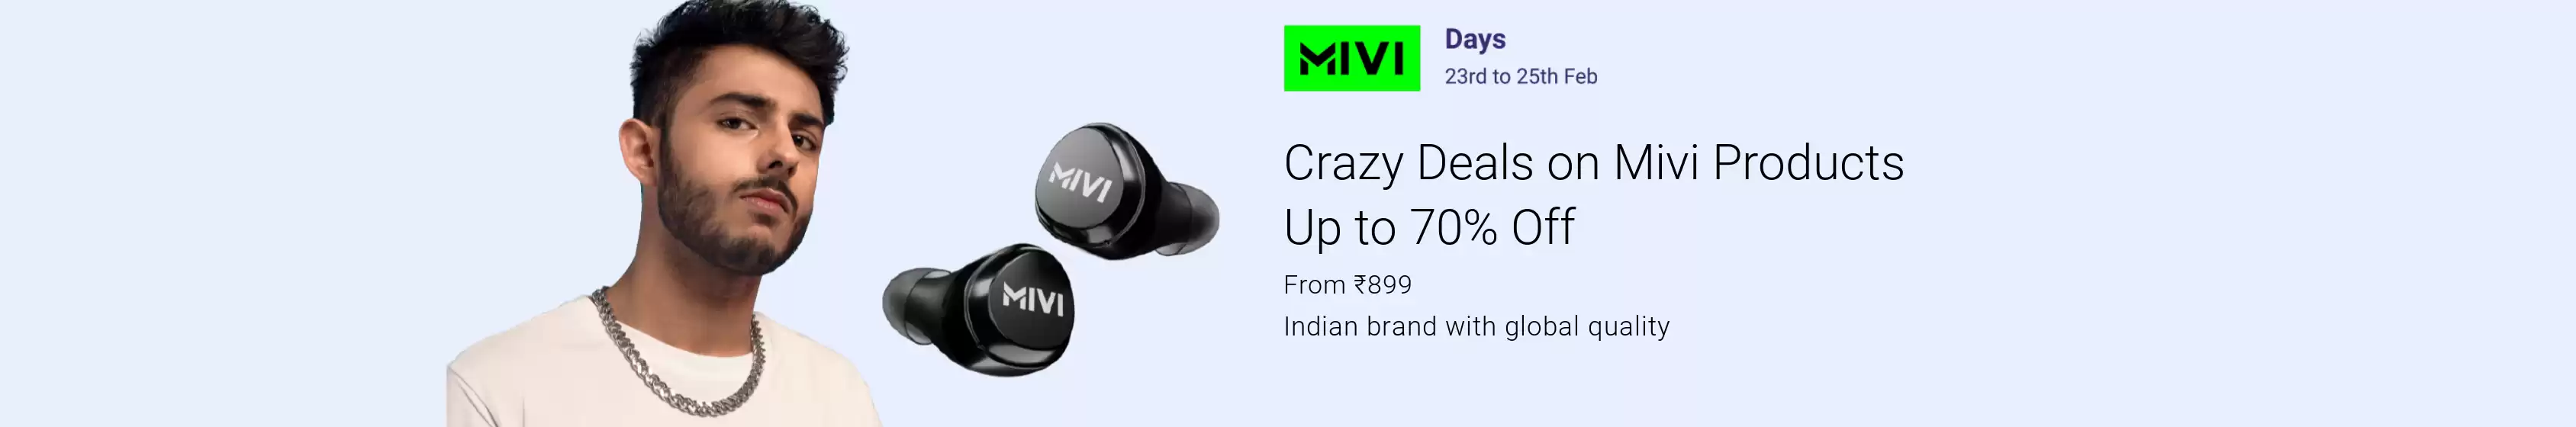 MIVI
Days
23rd to 25th Feb
Crazy Deals on Mivi Products
Up to 70% Off
From ₹899
Indian brand with global quality
MIVI
MIVI